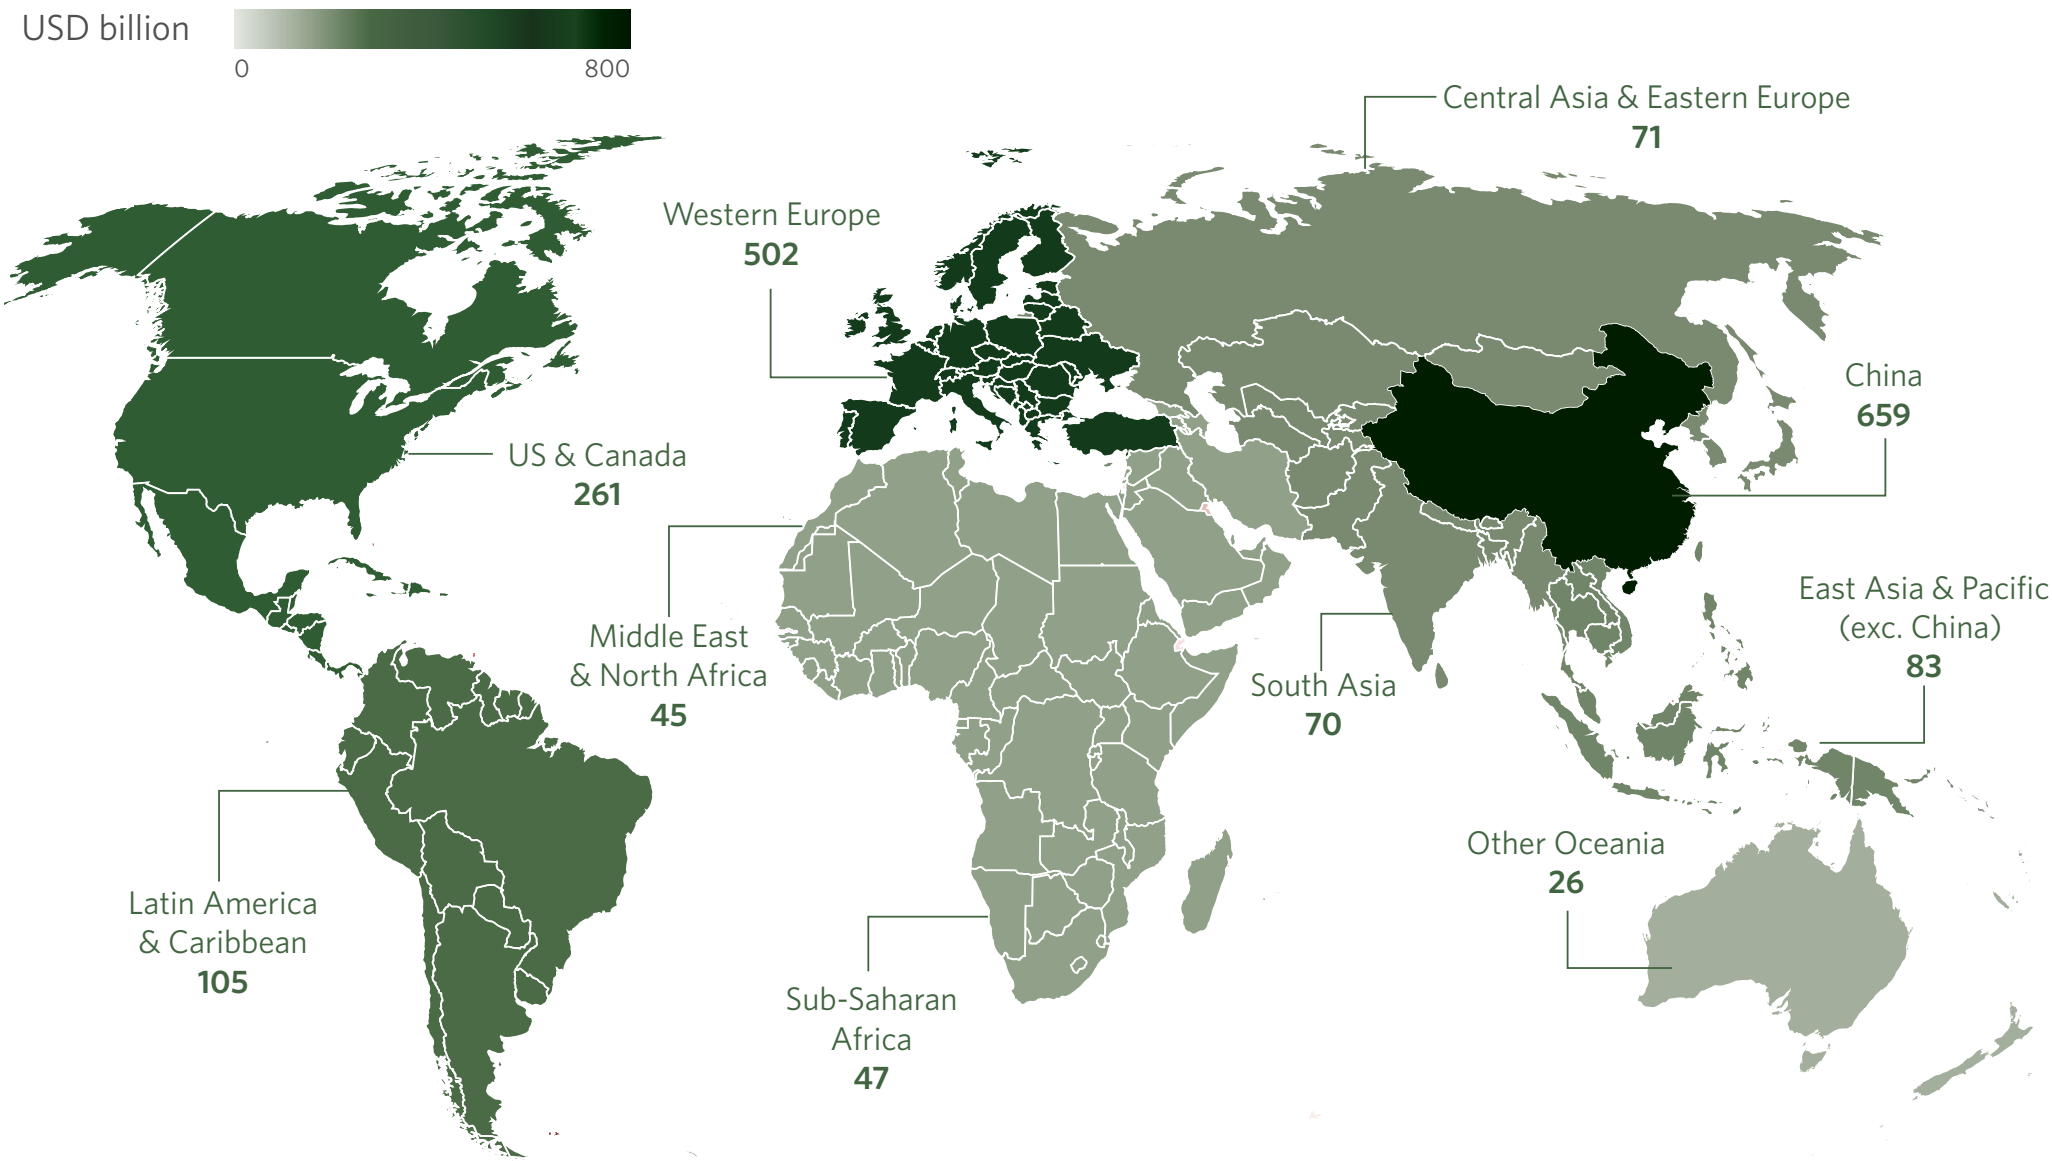 USD billion
0
800
Central Asia & Eastern Europe
71
Western Europe
502
China
659
US & Canada
261
East Asia & Pacific
(exc. China)
83
Middle East
& North Africa
45
South Asia
70
Other Oceania
26
Latin America
& Caribbean
105
Sub-Saharan
Africa
47